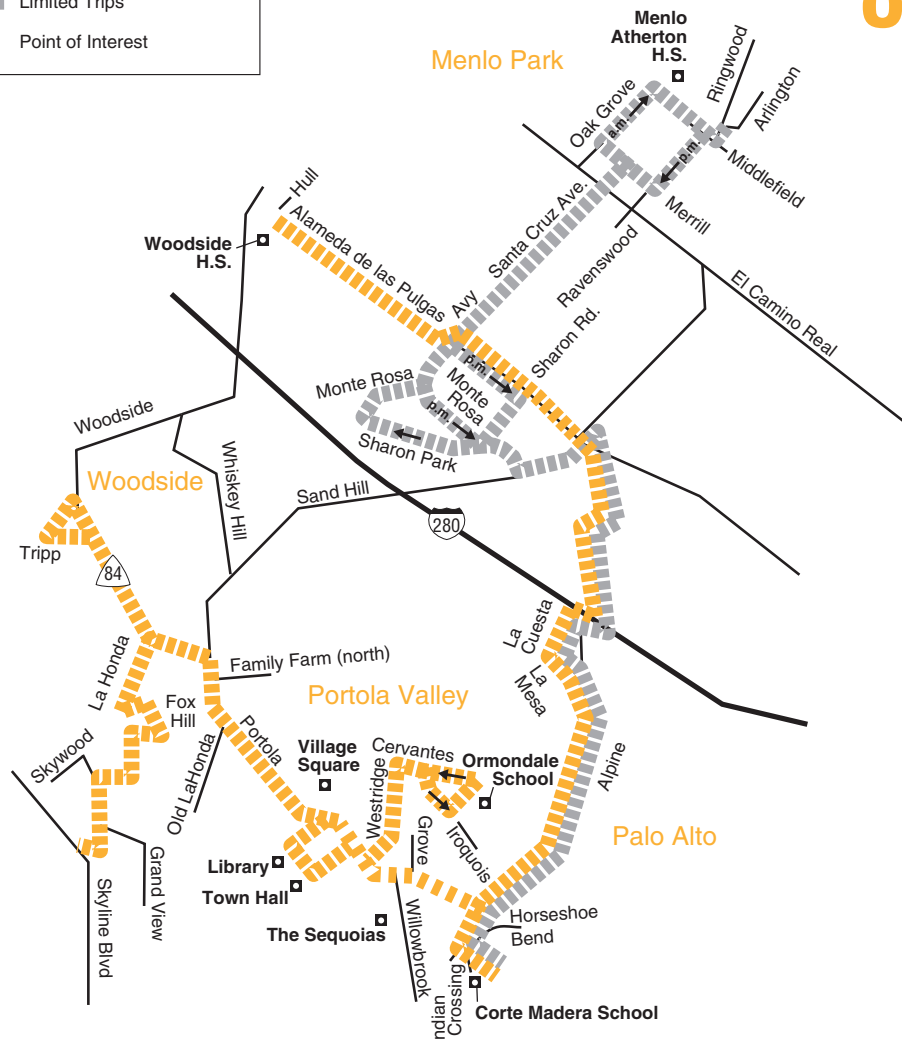 Limited Trips
Point of Interest
Menlo Park
Menlo
Atherton
H.S.
Ringwood
Arlington
Oak Grove
a.m.
p.m.
Middlefield
Merrill
Hull
Alameda de las Pulgas
Woodside
H.S.
Santa Cruz Ave.
Avy
Ravenswood
El Camino Real
Sharon Rd.
p.m.
Monte Rosa
Monte
Rosa
p.m.
Sharon Park
Woodside
Whiskey Hill
Woodside
Sand Hill
280
Tripp
84
La
Cuesta
La
Mesa
La Honda
Family Farm (north)
Fox
Hill
Portola Valley
Skywood
Old LaHonda
Portola
Village
Square
Cervantes
Ormondale
School
Westridge
Alpine
Grove
Iroquois
Palo Alto
Library
Town Hall
Grand View
Skyline Blvd
The Sequoias
Willowbrook
Horseshoe
Bend
ndian
Crossing
Corte Madera School